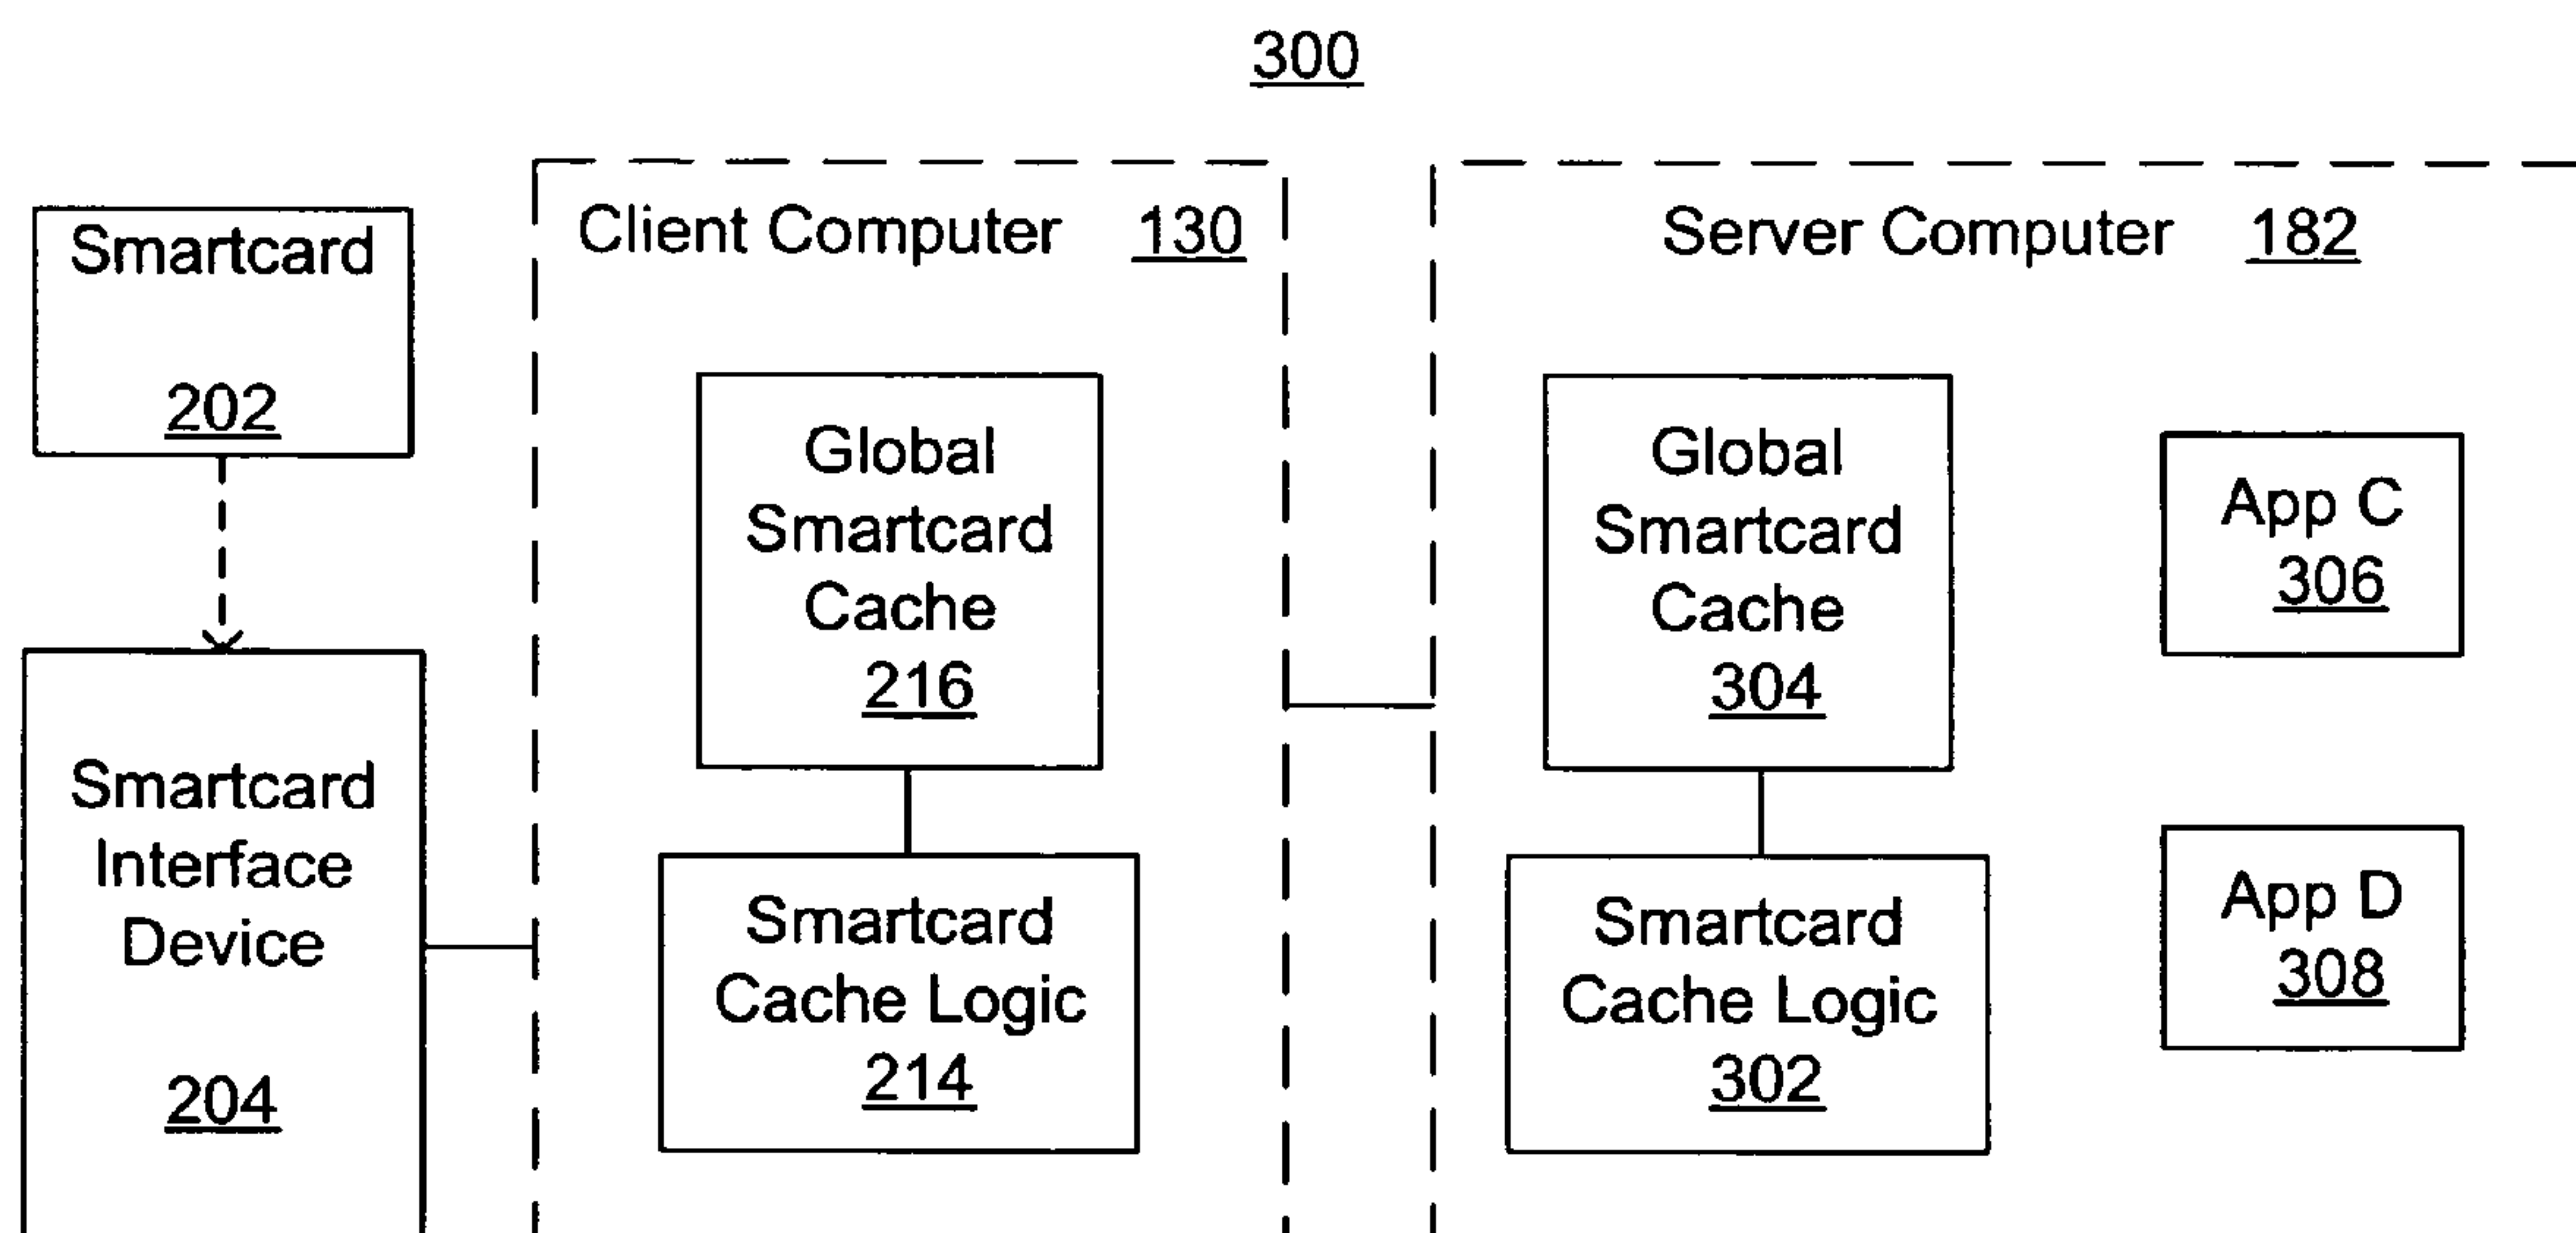 300
Smartcard
202
Smartcard
Interface
Device
204
Client Computer 130
Global
Smartcard
Cache
216
Smartcard
Cache Logic
214
Server Computer 182
Global
Smartcard
Cache
304
Smartcard
Cache Logic
302
App C
306
App D
308